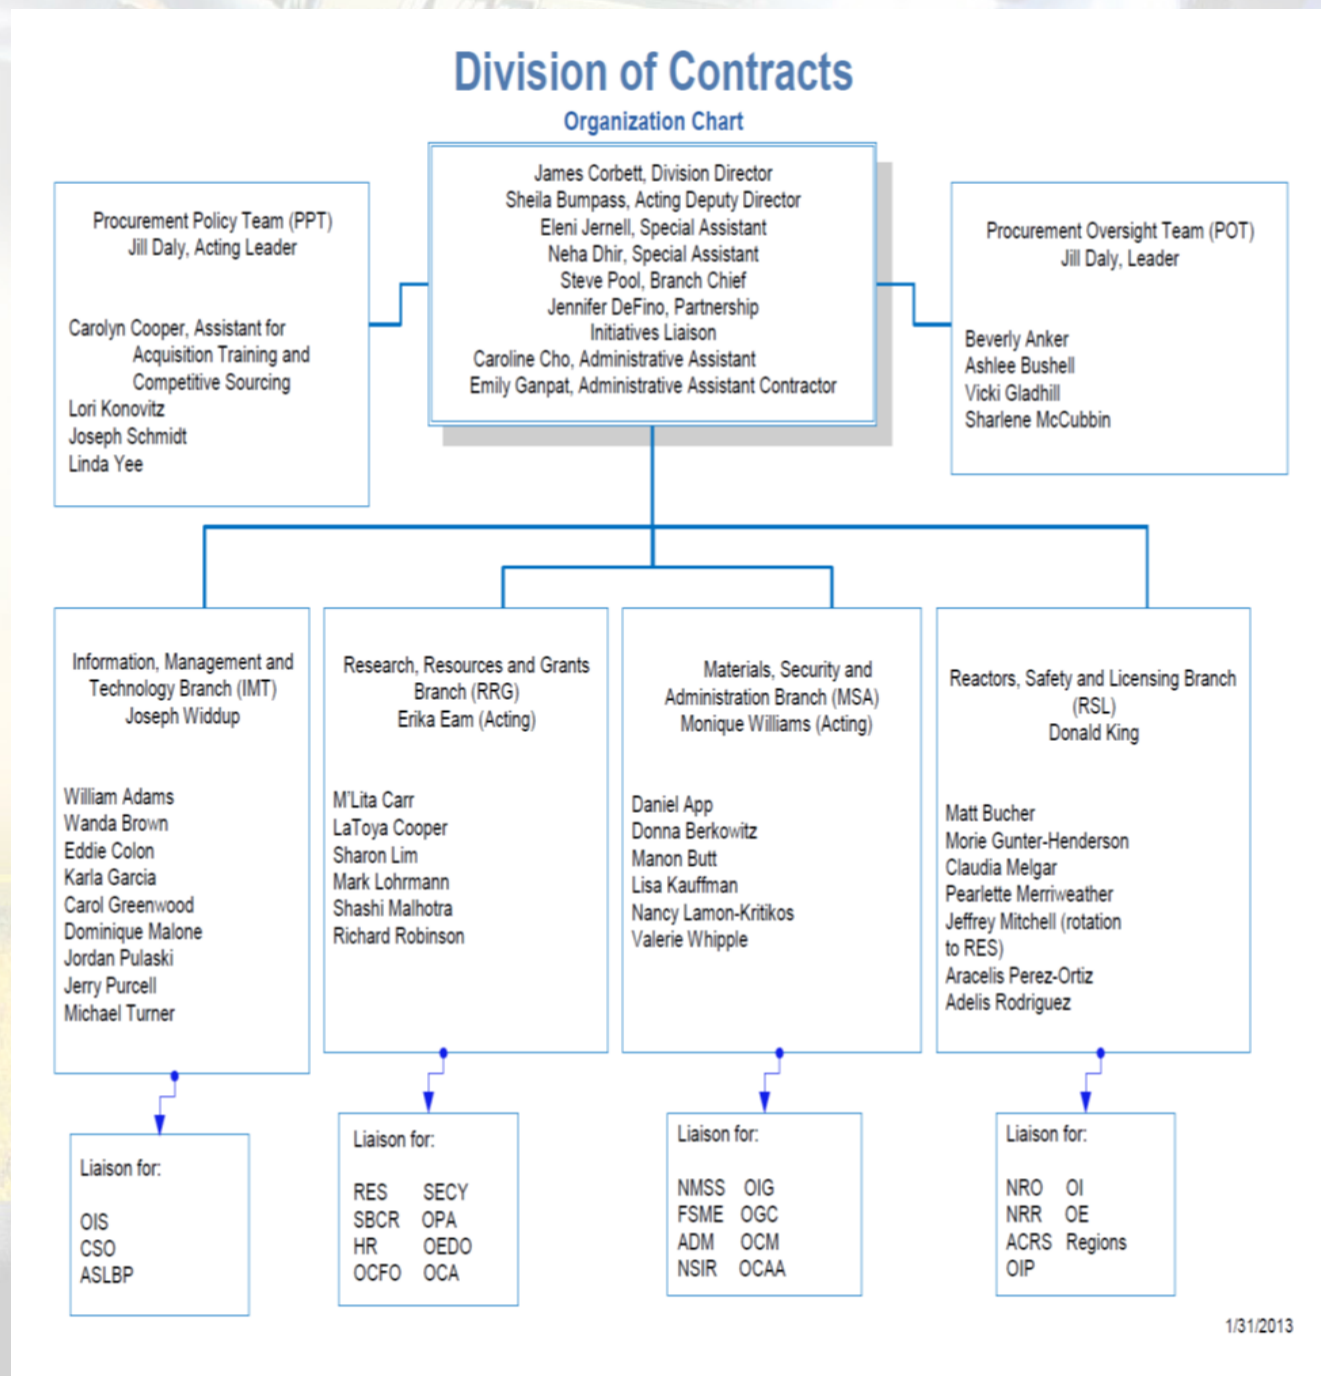 Division of Contracts
Organization Chart
James Corbett, Division Director
Sheila Bumpass, Acting Deputy Director
Eleni Jernell, Special Assistant
Neha Dhir, Special Assistant
Steve Pool, Branch Chief
Jennifer DeFino, Partnership
Initiatives Liaison
Caroline Cho, Administrative Assistant
Emily Ganpat, Administrative Assistant Contractor
Procurement Policy Team (PPT)
Jill Daly, Acting Leader
Carolyn Cooper, Assistant for
Acquisition Training and
Competitive Sourcing
Lori Konovitz
Joseph Schmidt
Linda Yee
Procurement Oversight Team (POT)
Jill Daly, Leader
Beverly Anker
Ashlee Bushell
Vicki Gladhill
Sharlene McCubbin
Information, Management and
Technology Branch (IMT)
Joseph Widdup
William Adams
Wanda Brown
Eddie Colon
Karla Garcia
Carol Greenwood
Dominique Malone
Jordan Pulaski
Jerry Purcell
Michael Turner
Research, Resources and Grants
Branch (RRG)
Erika Eam (Acting)
M'Lita Carr
LaToya Cooper
Sharon Lim
Mark Lohrmann
Shashi Malhotra
Richard Robinson
Materials, Security and
Administration Branch (MSA)
Monique Williams (Acting)
Daniel App
Donna Berkowitz
Manon Butt
Lisa Kauffman
Nancy Lamon-Kritikos
Valerie Whipple
Reactors, Safety and Licensing Branch
(RSL)
Donald King
Matt Bucher
Morie Gunter-Henderson
Claudia Melgar
Pearlette Merriweather
Jeffrey Mitchell (rotation
to RES)
Aracelis Perez-Ortiz
Adelis Rodriguez
Liaison for:
OIS
CSO
ASLBP
Liaison for:
RES SECY
SBCR OPA
HR OEDO
OCFO OCA
Liaison for:
NMSS OIG
FSME OGC
ADM OCM
NSIR OCAA
Liaison for:
NRO OI
NRR OE
ACRS Regions
OIP
1/31/2013